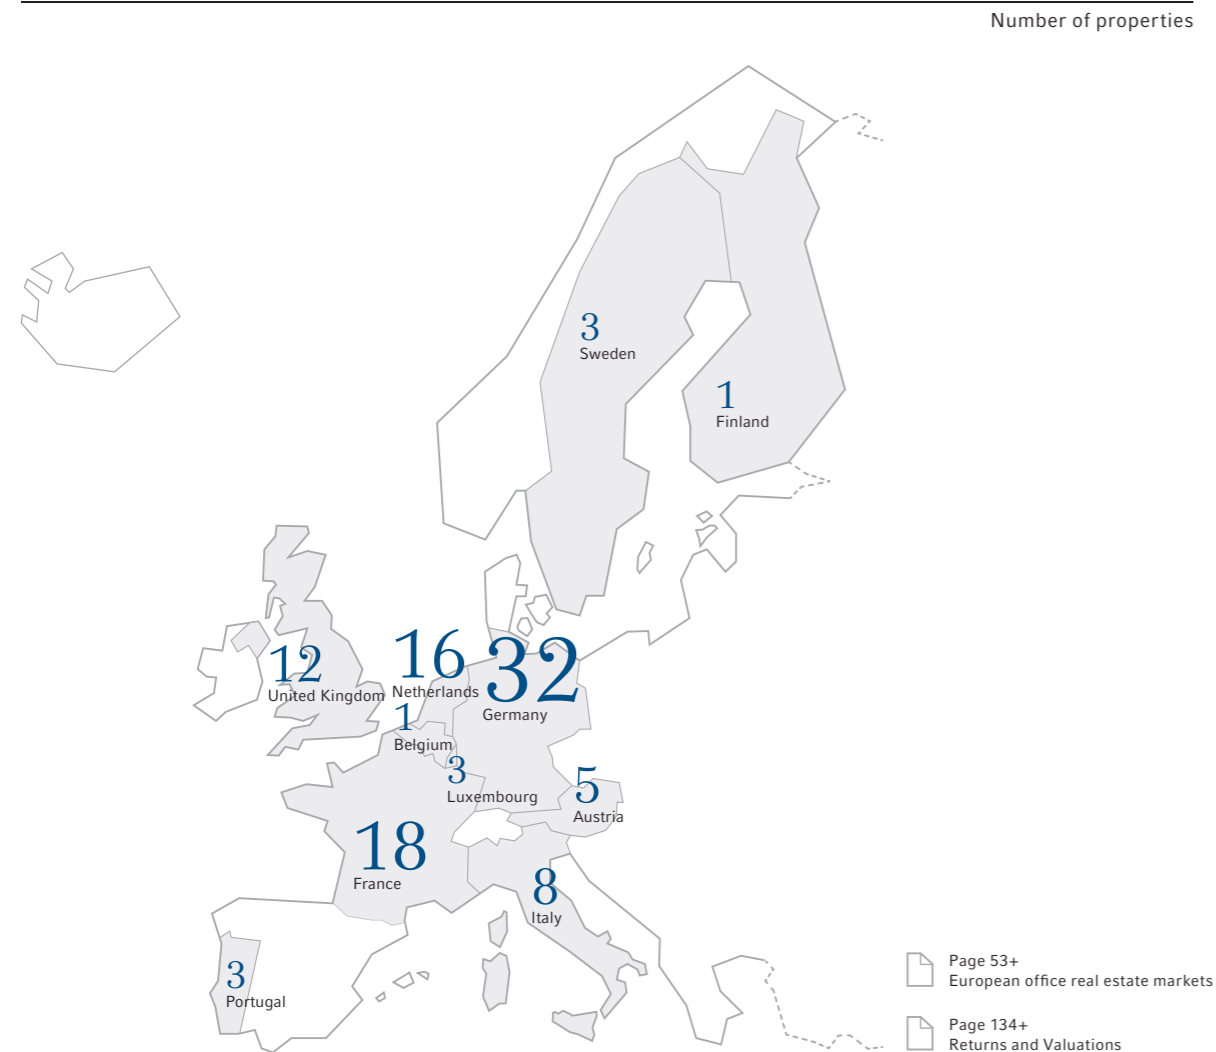 Number of properties
3
Sweden
1
Finland
12
United Kingdom
16
Netherlands
32
Germany
1
Belgium
3
Luxembourg
5
Austria
18
France
8
Italy
3
Portugal
Page 53+
European office real estate markets
Page 134+
Returns and Valuations